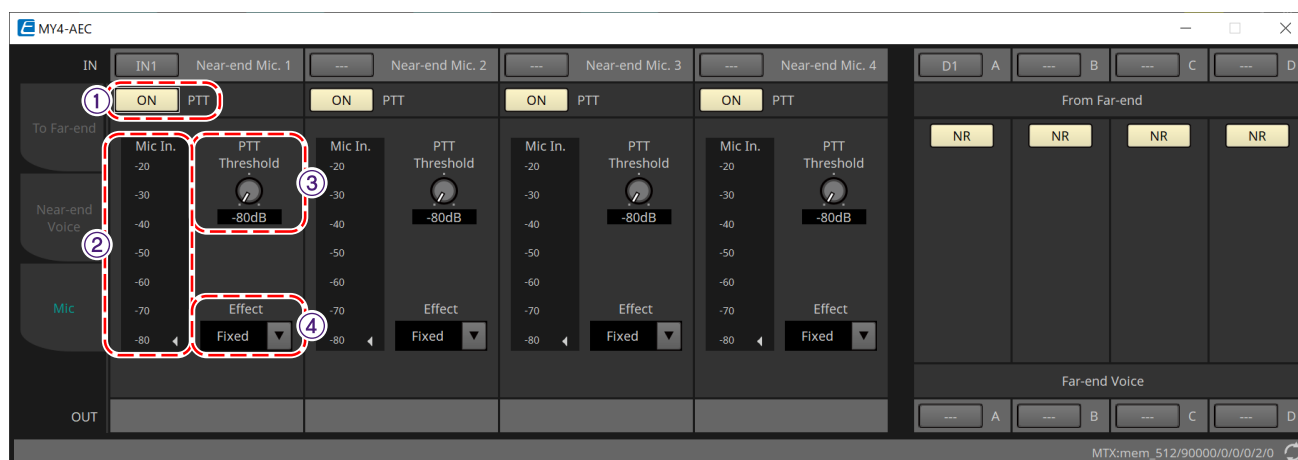 MY4-AEC
IN IN1 Near-end Mic. 1 --- Near-end Mic. 2 --- Near-end Mic. 3 --- Near-end Mic. 4 D1 A --- B --- C --- D
1 ON PTT ON PTT ON PTT ON PTT From Far-end
To Far-end
NR NR NR NR
Mic In. PTT Threshold Mic In. PTT Threshold Mic In. PTT Threshold Mic In. PTT Threshold
-20 -20 -20 -20
-30 3 -30 -30 -30
Near-end Voice
-40 -80dB -40 -80dB -40 -80dB -40 -80dB
2
-50 -50 -50 -50
-60 -60 -60 -60
Mic
-70 Effect -70 Effect -70 Effect -70 Effect
-80 Fixed 4 -80 Fixed -80 Fixed -80 Fixed
Far-end Voice
OUT --- A --- B --- C --- D
MTX:mem_512/90000/0/0/0/2/0